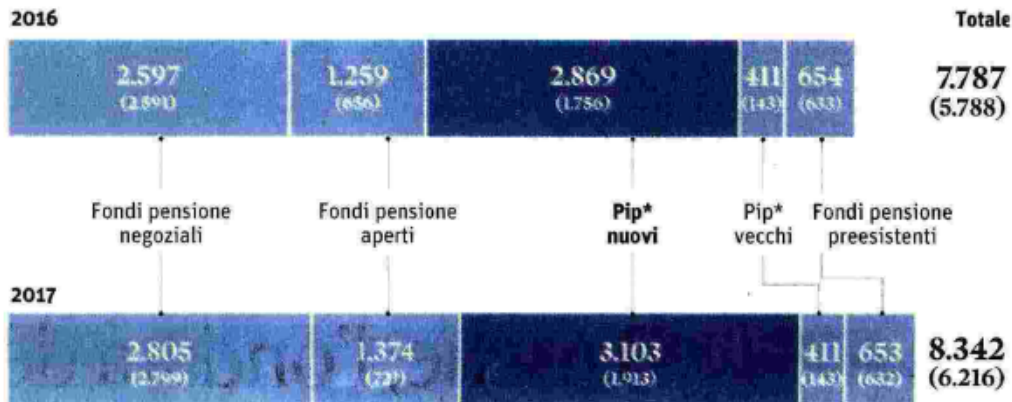 2016 Totale
2.597 1.259 2.869 411 654 7.787
(2.591) (656) (1.756) (143) (633) (5.788)
Fondi pensione Fondi pensione Pip* Pip* Fondi pensione
negoziali aperti nuovi vecchi preesistenti
2017
2.805 1.374 3.103 411 653 8.342
(2.799) (1.913) (143) (632) (6.216)